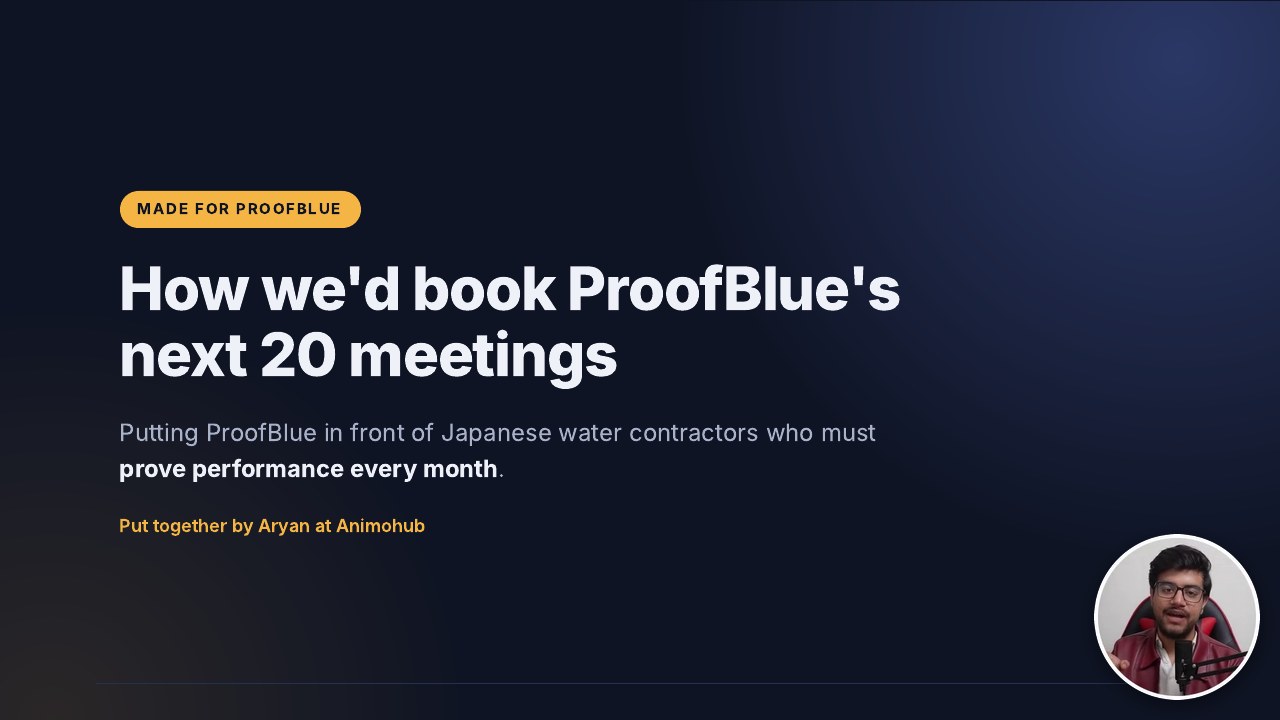 MADE FOR PROOFBLUE
How we'd book ProofBlue's
next 20 meetings
Putting ProofBlue in front of Japanese water contractors who must
prove performance every month.
Put together by Aryan at Animohub